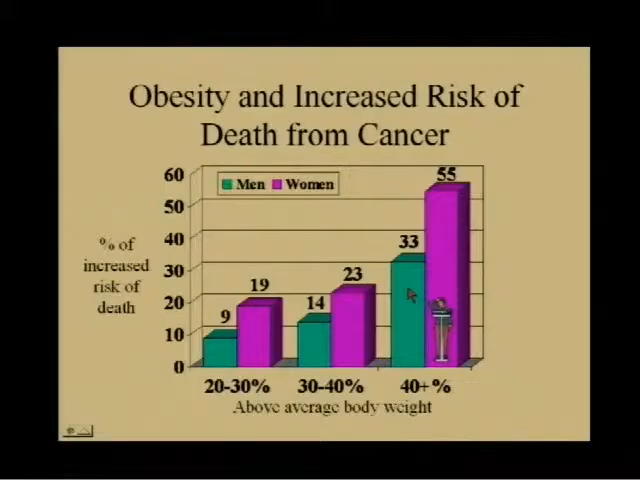 Obesity and Increased Risk of
Death from Cancer
Men Women
% of
increased
risk of
death
60
50
40
30
20
10
0
9
19
14
23
33
55
20-30%
30-40%
40+%
Above average body weight